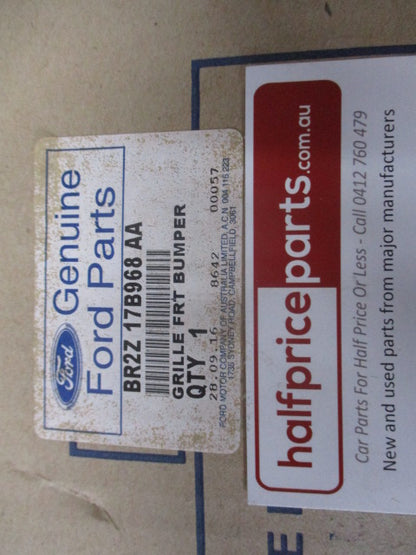 Ford
Genuine
Ford Parts
BR2Z 17B968 AA
GRILLE FRT BUMPER
QTY 1
28.09.16 8642 00057
FORD MOTOR COMPANY OF AUSTRALIA LIMITED, A.C.N. 004 116 223
SYDNEY ROAD, CAMPBELLFIELD, 3061
halfpriceparts.com.au
Car Parts For Half Price Or Less - Call 0412 760 479
New and used parts from major manufacturers